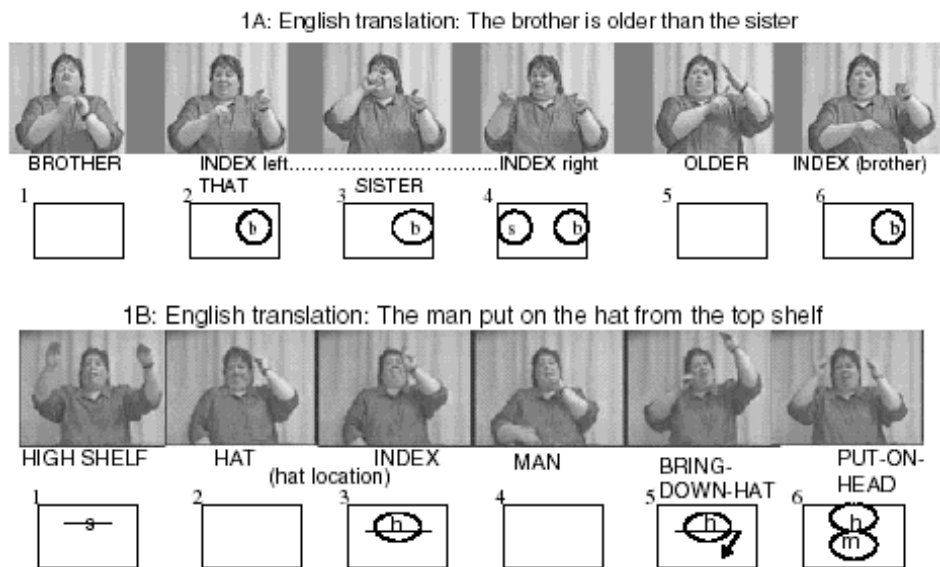 1A: English translation: The brother is older than the sister
BROTHER INDEX left........................INDEX right OLDER INDEX (brother)
THAT SISTER
1 2 3 4 5 6
b b s b b
1B: English translation: The man put on the hat from the top shelf
HIGH SHELF HAT INDEX MAN BRING-DOWN-HAT PUT-ON-HEAD
(hat location)
1 2 3 4 5 6
s h h h
m